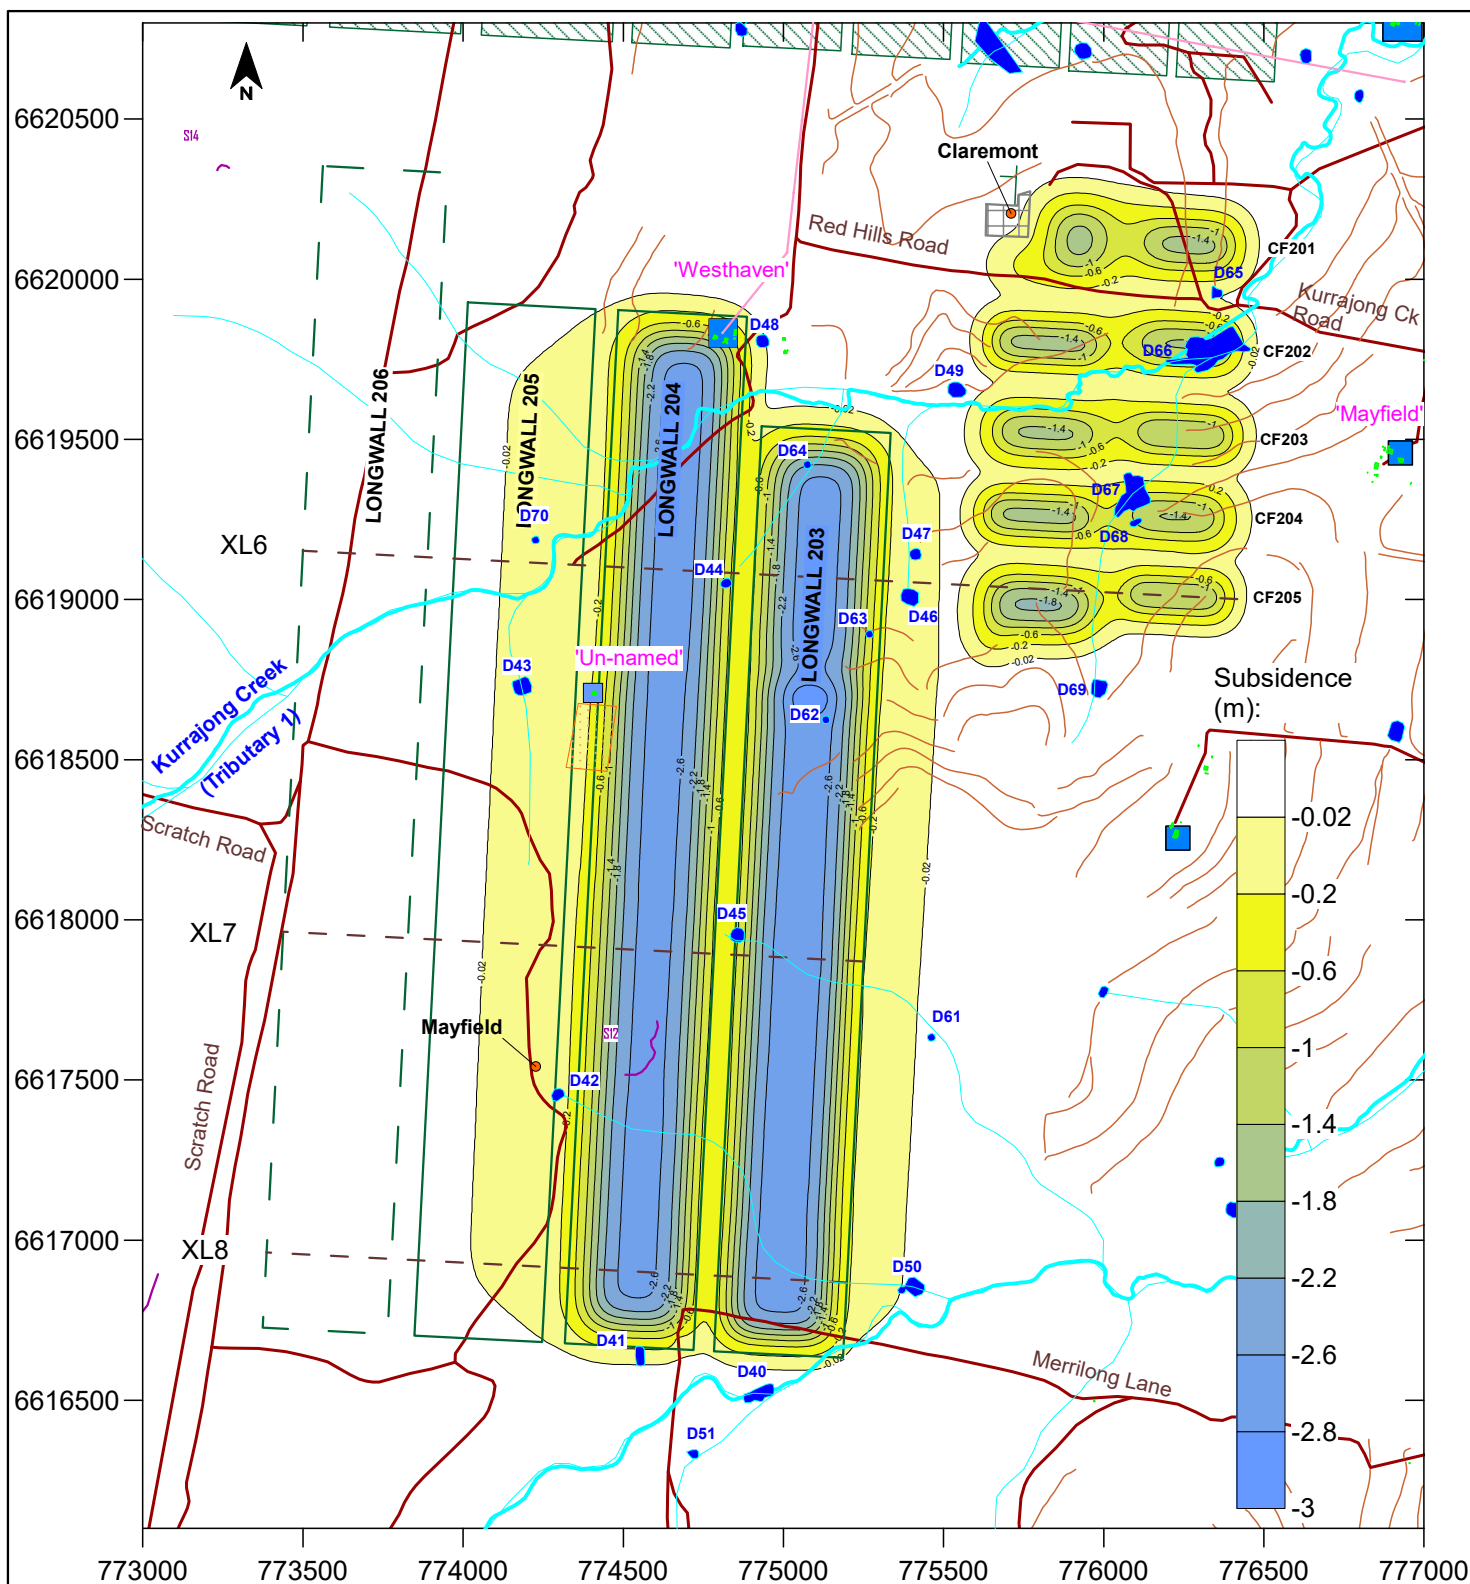 6620500
6620000
6619500
6619000
6618500
6618000
6617500
6617000
6616500
773000
773500
774000
774500
775000
775500
776000
776500
777000
N
S14
Claremont
Red Hills Road
'Westhaven'
D48
D49
D65
CF201
Kurrajong Ck
Road
D66
CF202
'Mayfield'
CF203
D67
CF204
D68
CF205
LONGWALL 206
LONGWALL 205
LONGWALL 204
LONGWALL 203
D64
D70
D47
XL6
D44
D46
D63
D43
'Un-named'
D62
D69
Kurrajong Creek
(Tributary 1)
Scratch Road
XL7
D45
Mayfield
S12
D61
D42
Scratch Road
XL8
D50
D41
D40
D51
Merrilong Lane
Subsidence
(m):
-0.02
-0.2
-0.6
-1
-1.4
-1.8
-2.2
-2.6
-2.8
-3